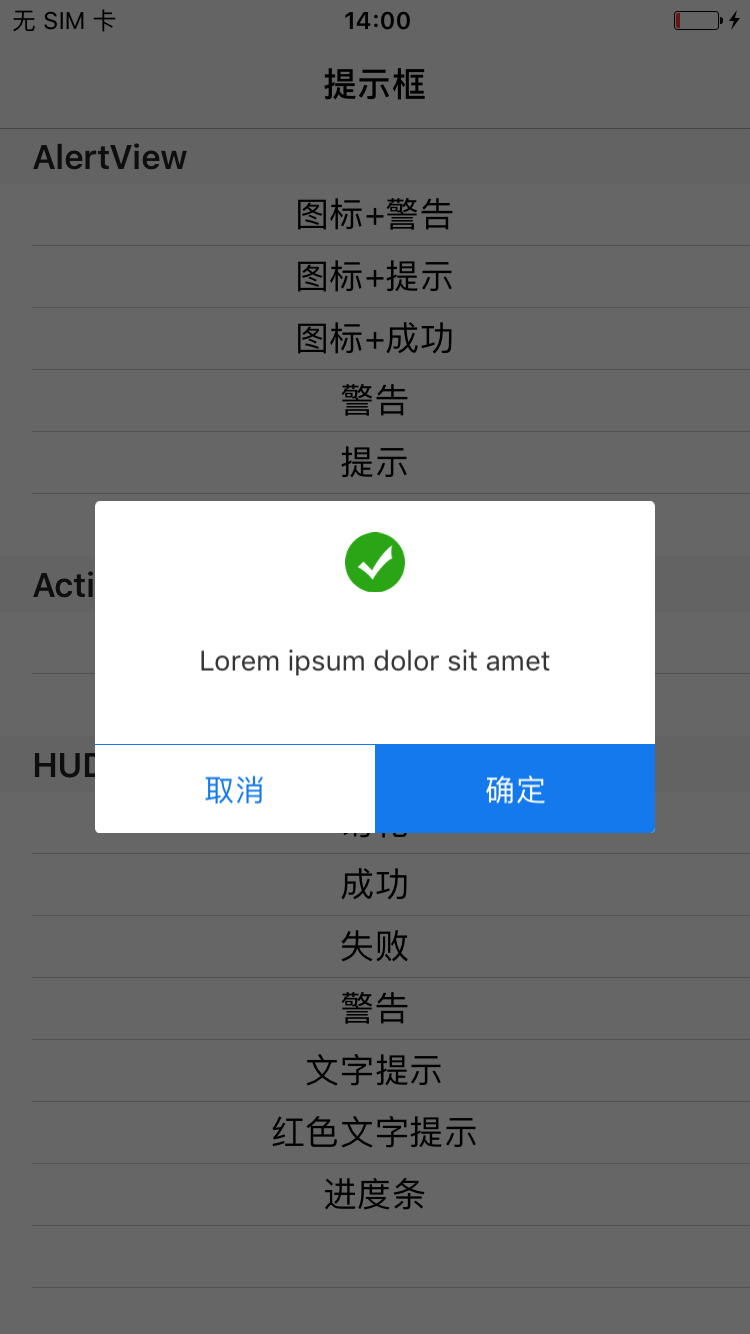 无 SIM 卡
14:00
提示框
AlertView
图标+警告
图标+提示
图标+成功
警告
提示
Acti
Lorem ipsum dolor sit amet
HUD
取消
确定
成功
失败
警告
文字提示
红色文字提示
进度条